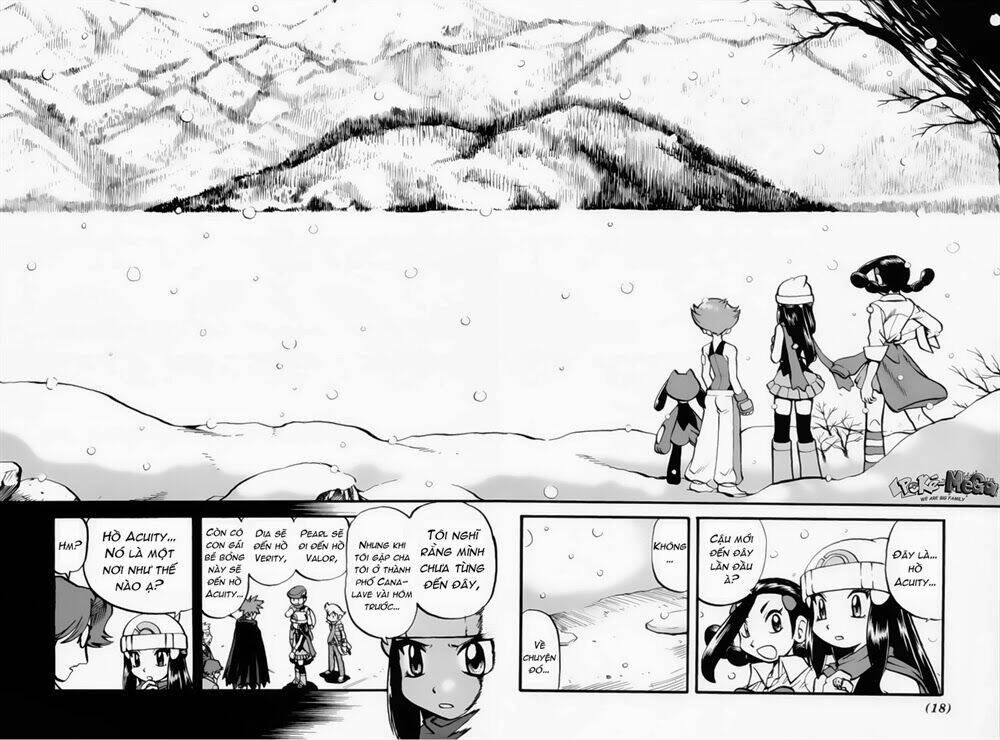 Poké-Mega
WE ARE BIG FAMILY
Đây là...
Hồ
Acuity...
Cậu mới
đến đây
lần đầu
à?
Không...
Về
chuyện
đó...
Tôi nghĩ
rằng mình
chưa từng
đến đây,
Nhưng khi
tôi gặp cha
tôi ở thành
phố Cana-
lave vài hôm
trước...
Pearl sẽ
đi đến hồ
Valor,
Dia sẽ
đến hồ
Verity,
Còn có
con gái
bé bỏng
này sẽ
đến hồ
Acuity...
Hồ Acuity...
Nó là một
nơi như thế
nào ạ?
Hm?
(18)